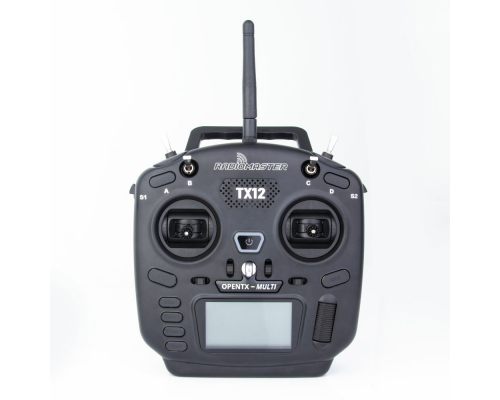 RADIOMASTER
TX12
A B C D
S1 S2
OPENTX – MULTI